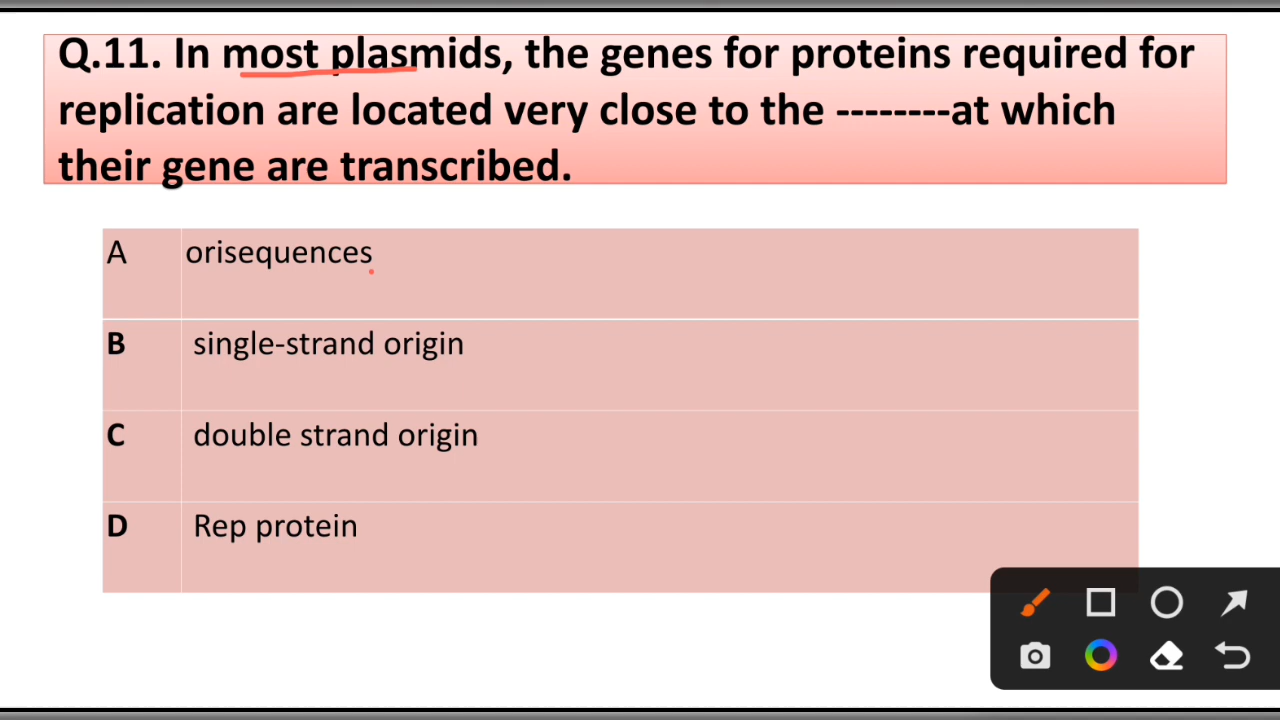 Q.11. In most plasmids, the genes for proteins required for
replication are located very close to the --------at which
their gene are transcribed.
A orisequences
B single-strand origin
C double strand origin
D Rep protein